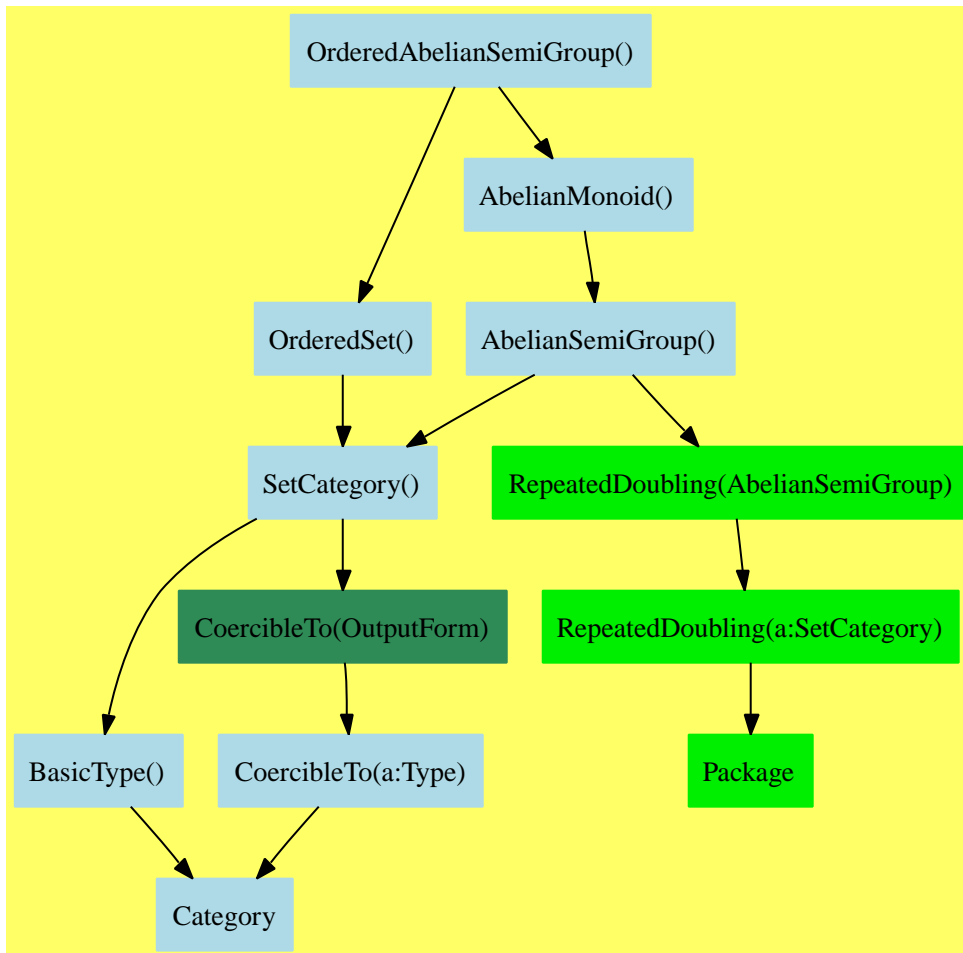 OrderedAbelianSemiGroup()
AbelianMonoid()
OrderedSet()
AbelianSemiGroup()
SetCategory()
RepeatedDoubling(AbelianSemiGroup)
CoercibleTo(OutputForm)
RepeatedDoubling(a:SetCategory)
BasicType()
CoercibleTo(a:Type)
Package
Category